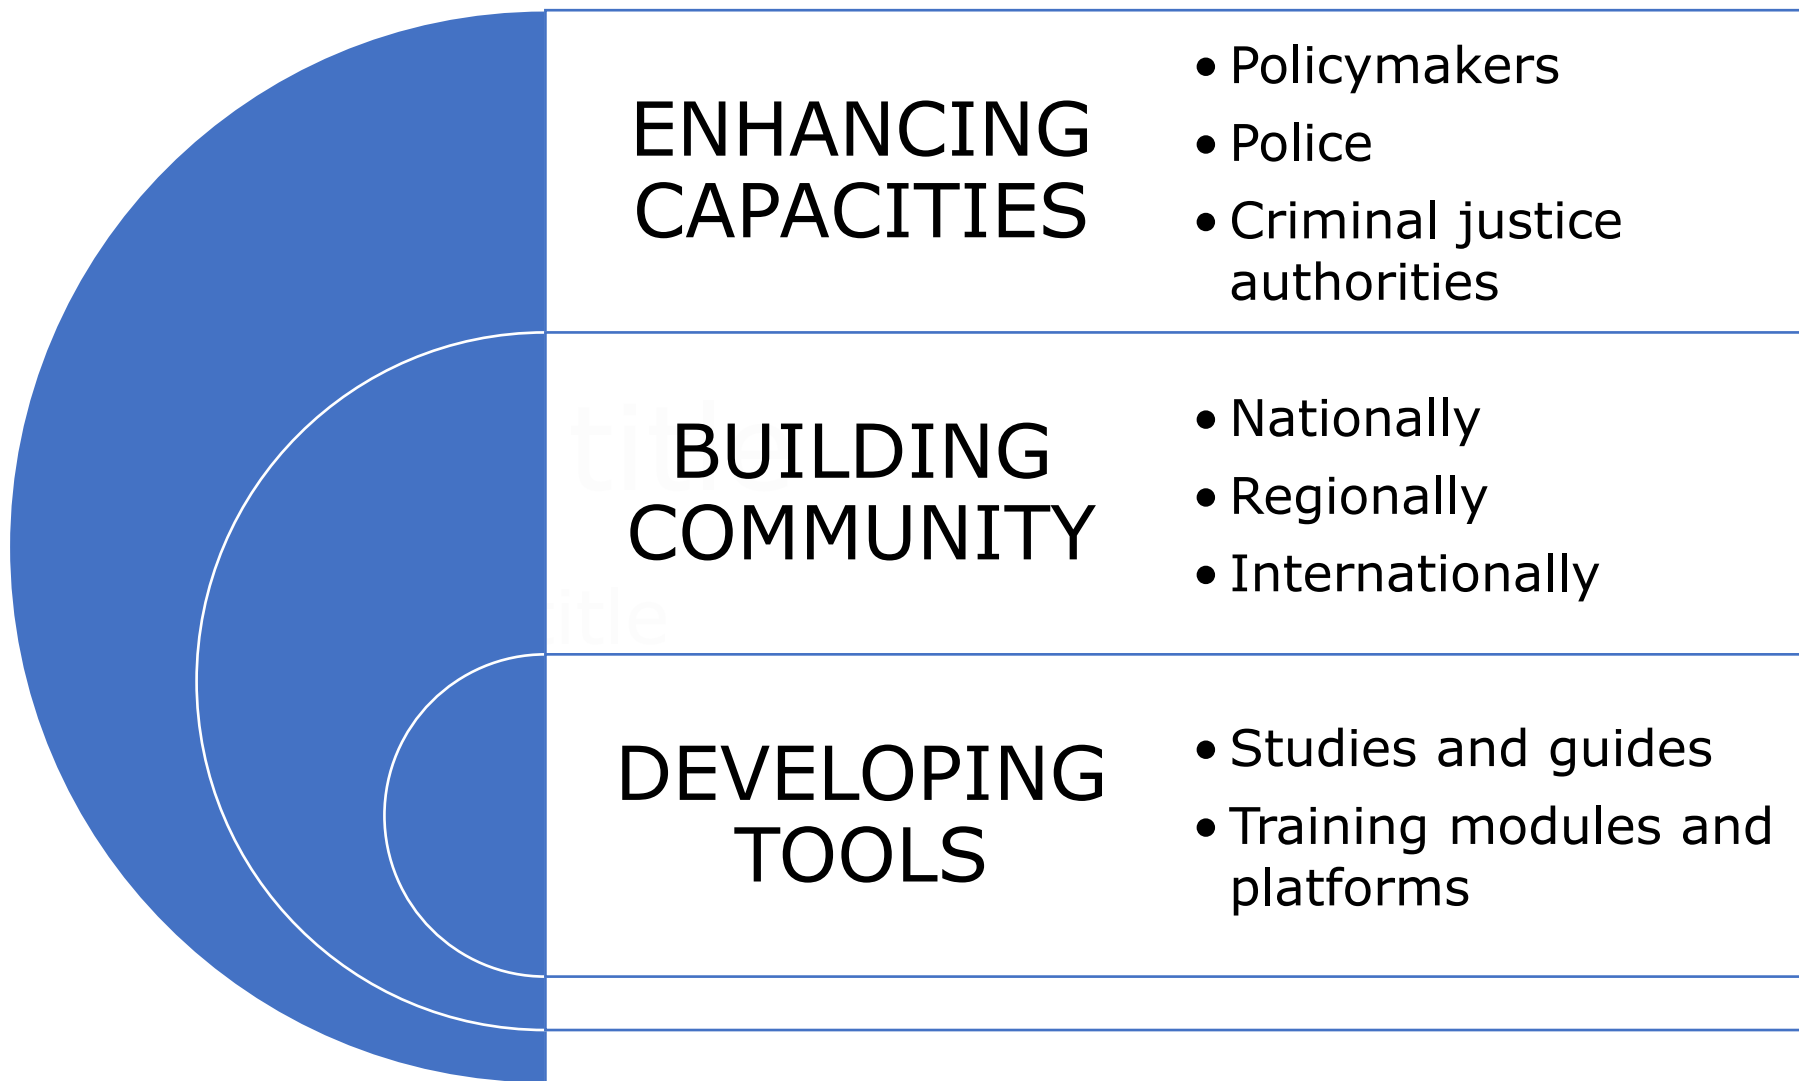 ENHANCING
CAPACITIES
• Policymakers
• Police
• Criminal justice
authorities
BUILDING
COMMUNITY
• Nationally
• Regionally
• Internationally
DEVELOPING
TOOLS
• Studies and guides
• Training modules and
platforms